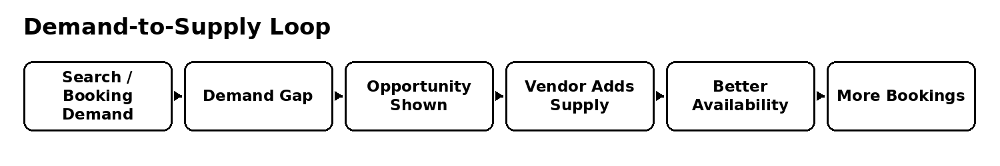 Demand-to-Supply Loop
Search /
Booking
Demand
Demand Gap
Opportunity
Shown
Vendor Adds
Supply
Better
Availability
More Bookings